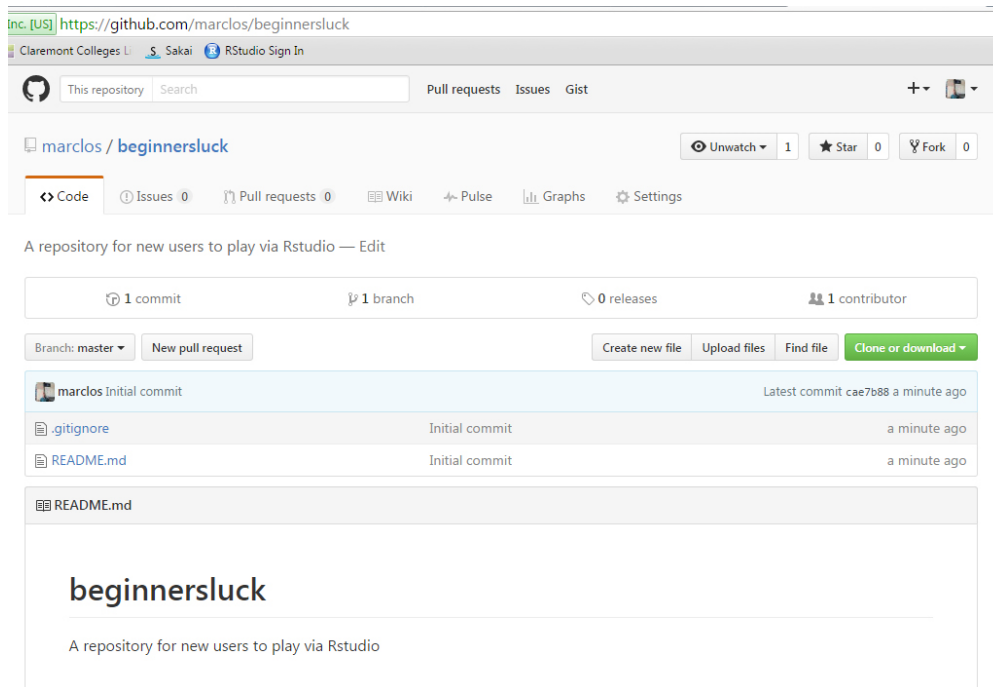 Inc. [US] https://github.com/marclos/beginnersluck
Claremont Colleges Li S Sakai R RStudio Sign In
This repository Search Pull requests Issues Gist
marclos / beginnersluck Unwatch 1 Star 0 Fork 0
Code Issues 0 Pull requests 0 Wiki Pulse Graphs Settings
A repository for new users to play via Rstudio — Edit
1 commit 1 branch 0 releases 1 contributor
Branch: master New pull request Create new file Upload files Find file Clone or download
marclos Initial commit Latest commit cae7b88 a minute ago
.gitignore Initial commit a minute ago
README.md Initial commit a minute ago
README.md
beginnersluck
A repository for new users to play via Rstudio